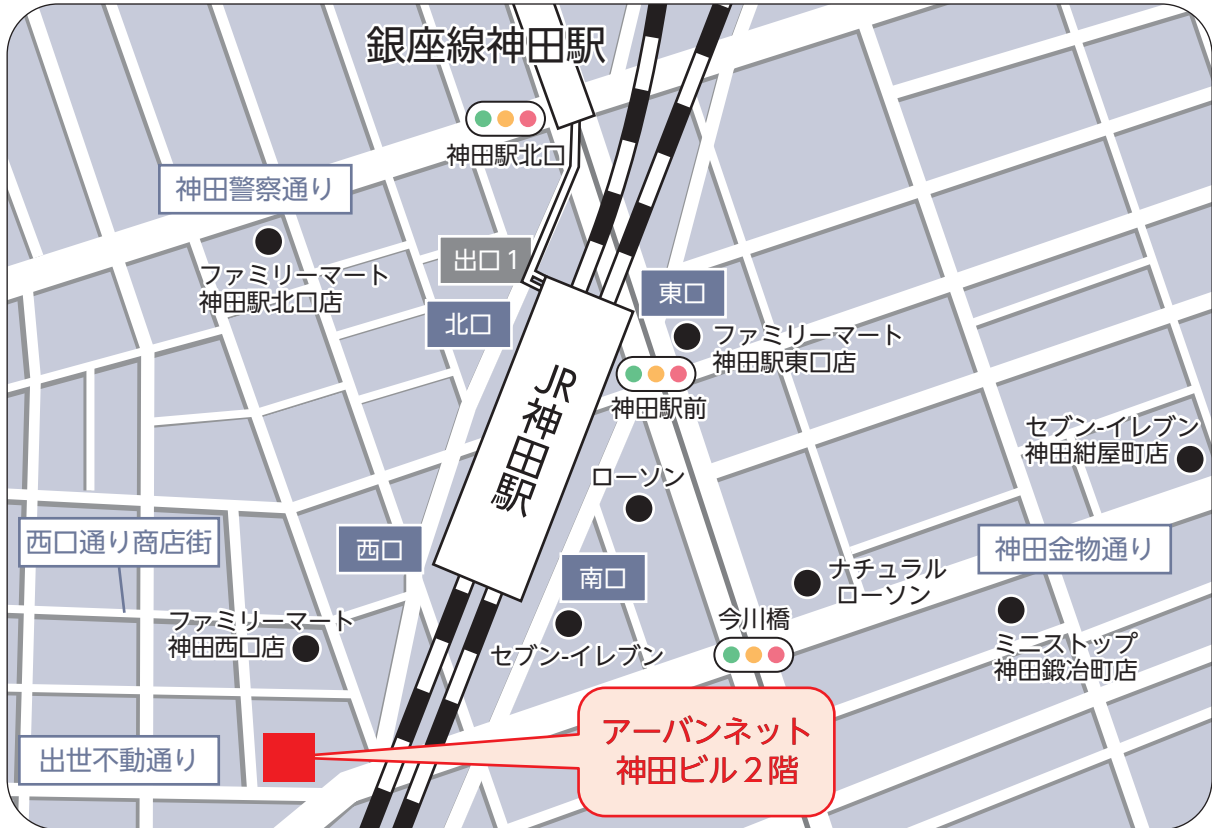 銀座線神田駅
神田駅北口
神田警察通り
ファミリーマート
神田駅北口店
出口1
北口
東口
ファミリーマート
神田駅東口店
神田駅前
JR神田駅
セブン-イレブン
神田紺屋町店
ローソン
西口通り商店街
西口
神田金物通り
南口
ナチュラル
ローソン
ファミリーマート
神田西口店
セブン-イレブン
今川橋
ミニストップ
神田鍛冶町店
出世不動通り
アーバンネット
神田ビル2階